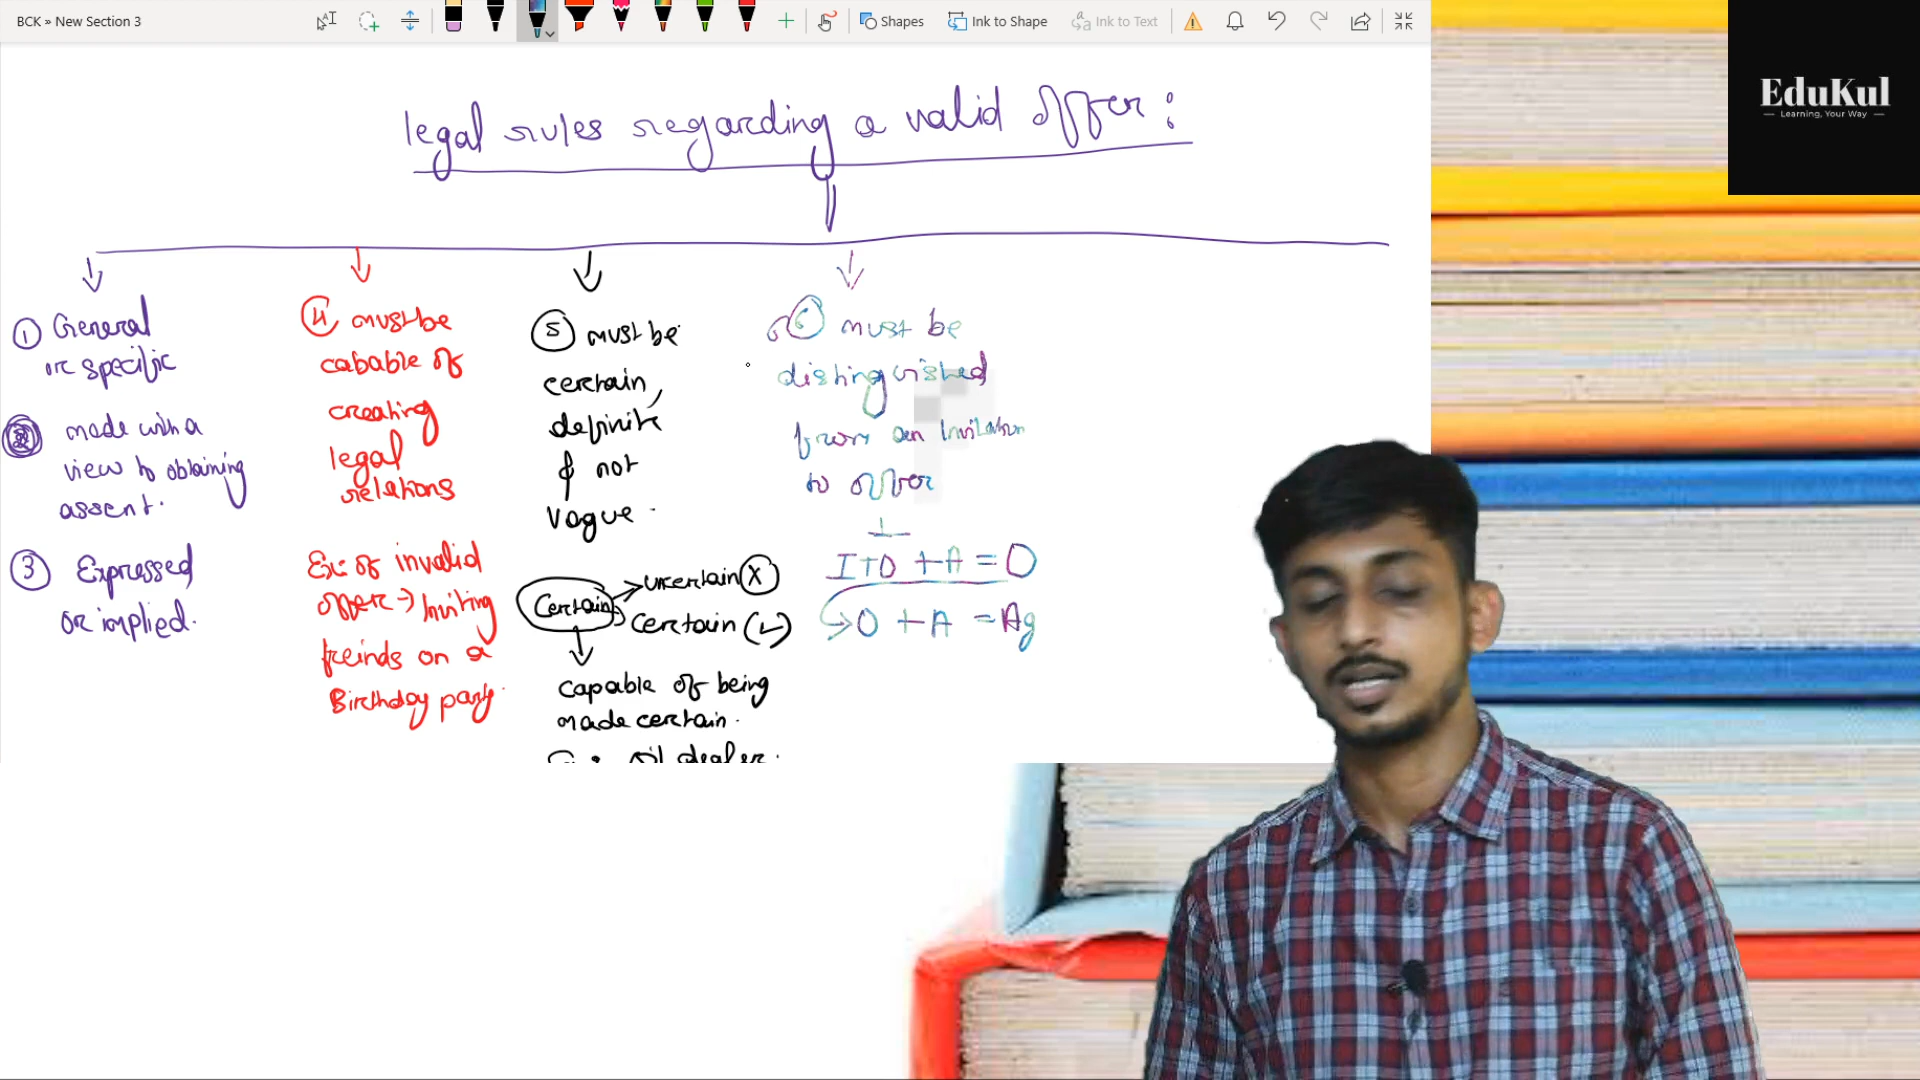 BCK » New Section 3
Shapes
Ink to Shape
Ink to Text
EduKul
Learning, Your Way
legal rules regarding a valid offer:
① General
or specific
② made with a
view to obtaining
assent.
③ Expressed
or implied.
④ must be
cabable of
creating
legal
relations
Ex: of invalid
offer → Inviting
freinds on a
Birthday party.
⑤ must be
certain,
definite
& not
Vague.
Certain
uncertain (X)
certain (✓)
capable of being
made certain.
oil dealer.
⑥ must be
distinguished
from an Invitation
to offer
ITO + A = O
O + A = Ag